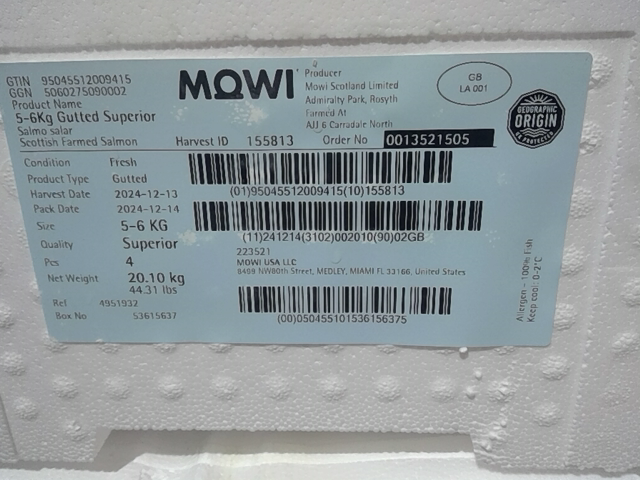 GTIN 95045512009415
GGN 5060275090002
Product Name
5-6Kg Gutted Superior
Salmo salar
Scottish Farmed Salmon
MOWI
Producer
Mowi Scotland Limited
Admiralty Park, Rosyth
Farmed At
AJJ 6 Carradale North
GB
LA 001
GEOGRAPHIC
ORIGIN
UK PROTECTED
Harvest ID 155813 Order No 0013521505
Condition Fresh
Product Type Gutted
Harvest Date 2024-12-13
Pack Date 2024-12-14
Size 5-6 KG
Quality Superior
Pcs 4
Net Weight 20.10 kg
44.31 lbs
Ref 4951932
Box No 53615637
(01)95045512009415(10)155813
(11)241214(3102)002010(90)02GB
223521
MOWI USA LLC
8499 NW80th Street, MEDLEY, MIAMI FL 33166, United States
(00)050455101536156375
Allergen - 100% Fish
Keep cool: 0-2°C